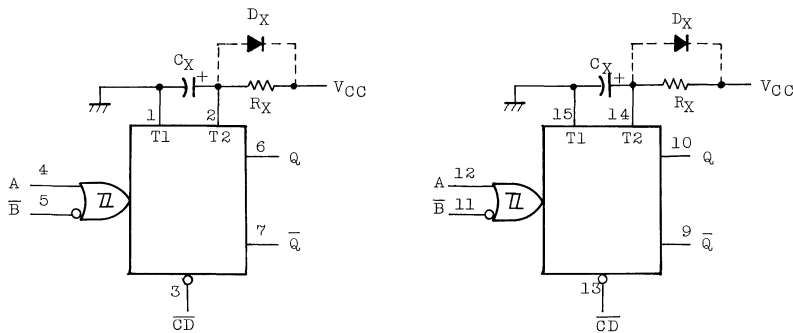 D_X
C_X
+
R_X
V_CC
1
2
T1
T2
A
4
B̅
5
6
Q
7
Q̅
3
C̅D̅
D_X
C_X
+
R_X
V_CC
15
14
T1
T2
A
12
B̅
11
10
Q
9
Q̅
13
C̅D̅